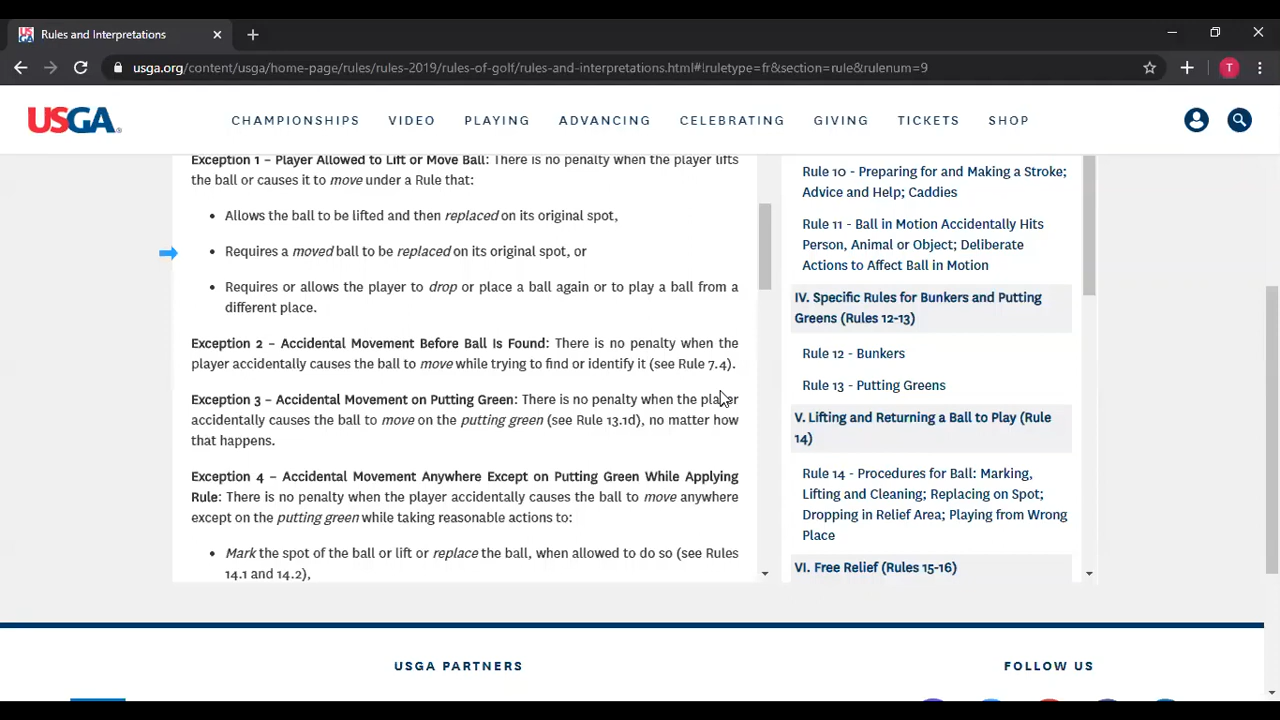 Rules and Interpretations
usga.org/content/usga/home-page/rules/rules-2019/rules-of-golf/rules-and-interpretations.html#!ruletype=fr&section=rule&rulenum=9
T
USGA
CHAMPIONSHIPS VIDEO PLAYING ADVANCING CELEBRATING GIVING TICKETS SHOP
Exception 1 – Player Allowed to Lift or Move Ball: There is no penalty when the player lifts
the ball or causes it to move under a Rule that:
• Allows the ball to be lifted and then replaced on its original spot,
• Requires a moved ball to be replaced on its original spot, or
• Requires or allows the player to drop or place a ball again or to play a ball from a
different place.
Exception 2 – Accidental Movement Before Ball Is Found: There is no penalty when the
player accidentally causes the ball to move while trying to find or identify it (see Rule 7.4).
Exception 3 – Accidental Movement on Putting Green: There is no penalty when the player
accidentally causes the ball to move on the putting green (see Rule 13.1d), no matter how
that happens.
Exception 4 – Accidental Movement Anywhere Except on Putting Green While Applying
Rule: There is no penalty when the player accidentally causes the ball to move anywhere
except on the putting green while taking reasonable actions to:
• Mark the spot of the ball or lift or replace the ball, when allowed to do so (see Rules
14.1 and 14.2),
Rule 10 - Preparing for and Making a Stroke;
Advice and Help; Caddies
Rule 11 - Ball in Motion Accidentally Hits
Person, Animal or Object; Deliberate
Actions to Affect Ball in Motion
IV. Specific Rules for Bunkers and Putting
Greens (Rules 12-13)
Rule 12 - Bunkers
Rule 13 - Putting Greens
V. Lifting and Returning a Ball to Play (Rule
14)
Rule 14 - Procedures for Ball: Marking,
Lifting and Cleaning; Replacing on Spot;
Dropping in Relief Area; Playing from Wrong
Place
VI. Free Relief (Rules 15-16)
USGA PARTNERS
FOLLOW US